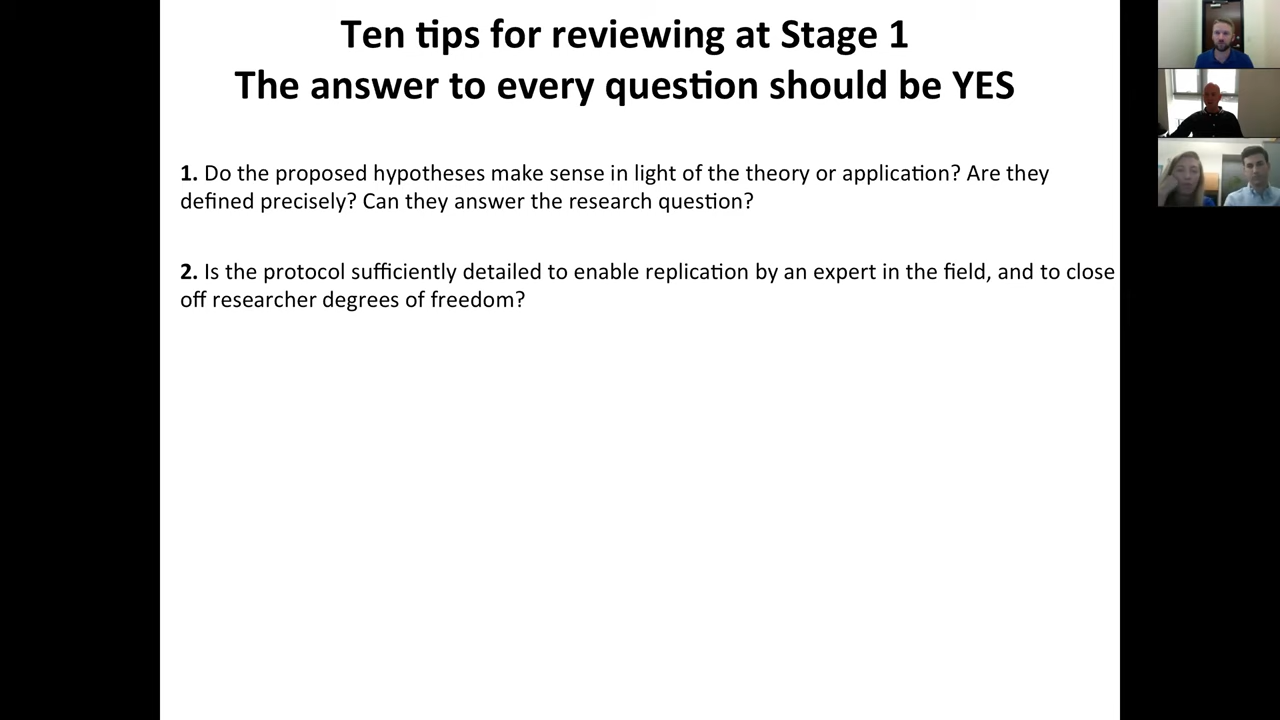 Ten tips for reviewing at Stage 1
The answer to every question should be YES
1. Do the proposed hypotheses make sense in light of the theory or application? Are they
defined precisely? Can they answer the research question?
2. Is the protocol sufficiently detailed to enable replication by an expert in the field, and to close
off researcher degrees of freedom?